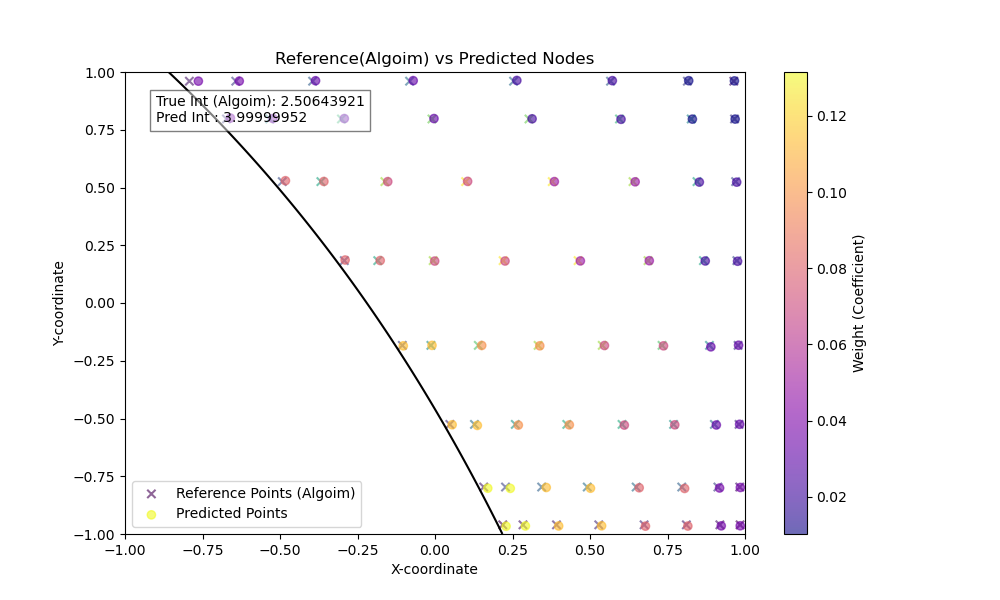 Reference(Algoim) vs Predicted Nodes
True Int (Algoim): 2.50643921
Pred Int : 3.99999952
1.00
0.75
0.50
0.25
0.00
−0.25
−0.50
−0.75
−1.00
Y-coordinate
Reference Points (Algoim)
Predicted Points
−1.00 −0.75 −0.50 −0.25 0.00 0.25 0.50 0.75 1.00
X-coordinate
0.12
0.10
0.08
0.06
0.04
0.02
Weight (Coefficient)